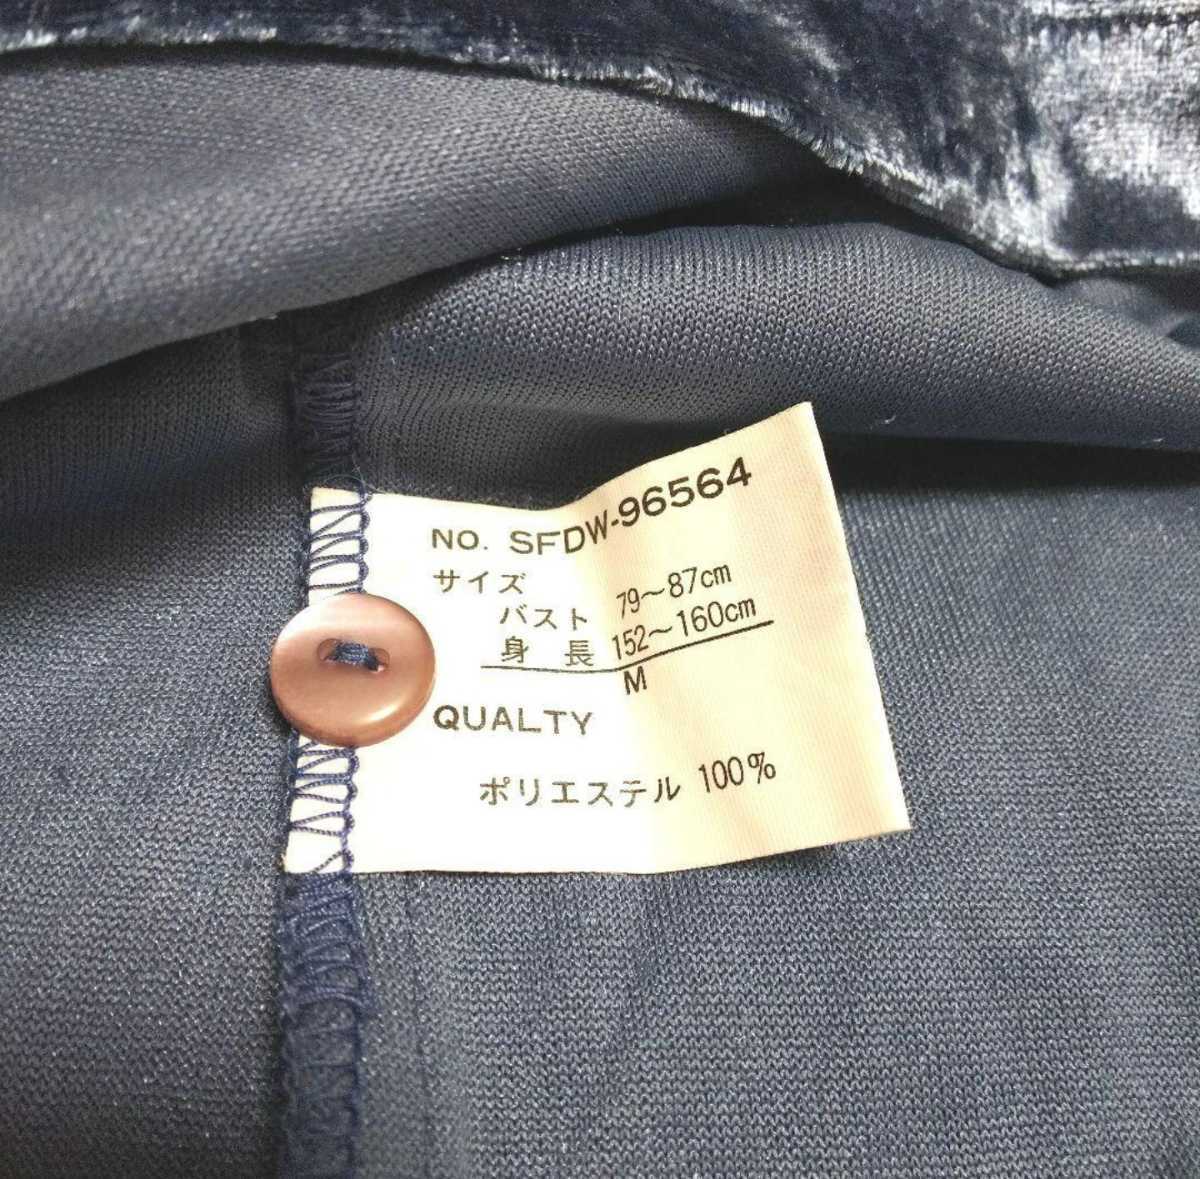 NO. SFDW-96564
サイズ
バスト 79～87cm
身長 152～160cm
M
QUALTY
ポリエステル 100%